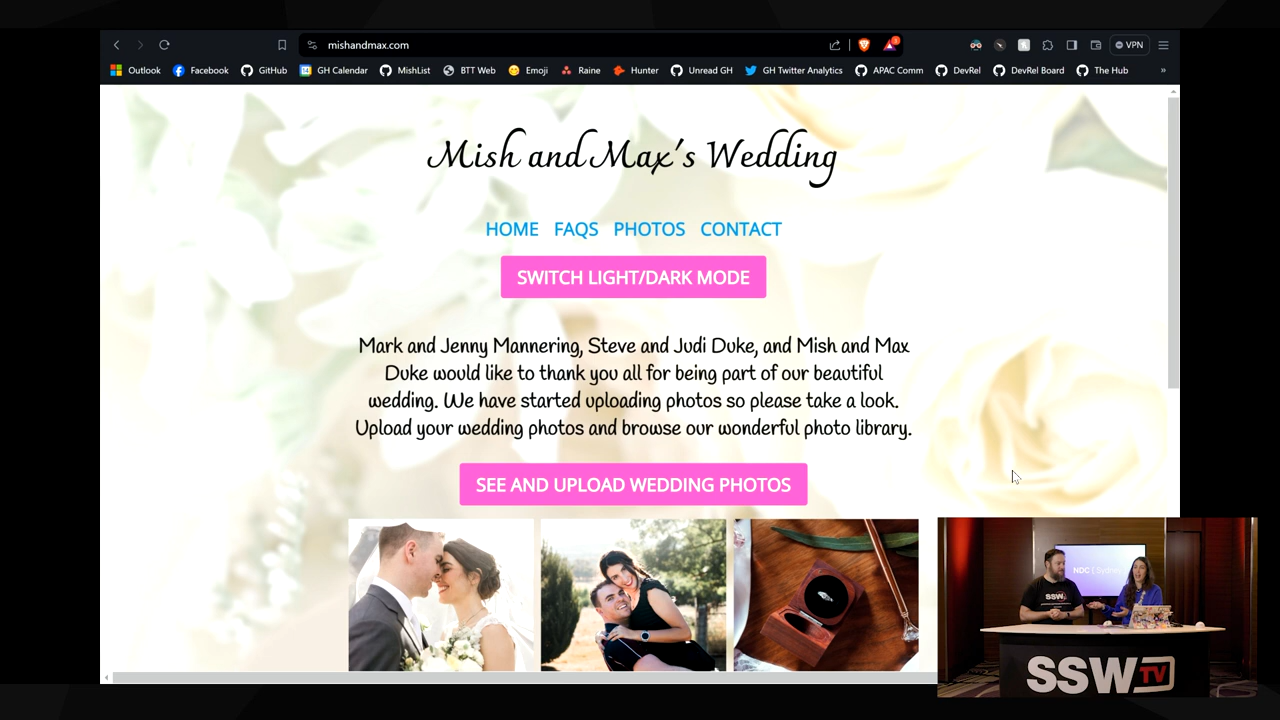 mishandmax.com
VPN
Outlook Facebook GitHub GH Calendar MishList BTT Web Emoji Raine Hunter Unread GH GH Twitter Analytics APAC Comm DevRel DevRel Board The Hub »
Mish and Max's Wedding
HOME FAQS PHOTOS CONTACT
SWITCH LIGHT/DARK MODE
Mark and Jenny Mannering, Steve and Judi Duke, and Mish and Max
Duke would like to thank you all for being part of our beautiful
wedding. We have started uploading photos so please take a look.
Upload your wedding photos and browse our wonderful photo library.
SEE AND UPLOAD WEDDING PHOTOS
NDC | Sydney
SSW
SSW TV